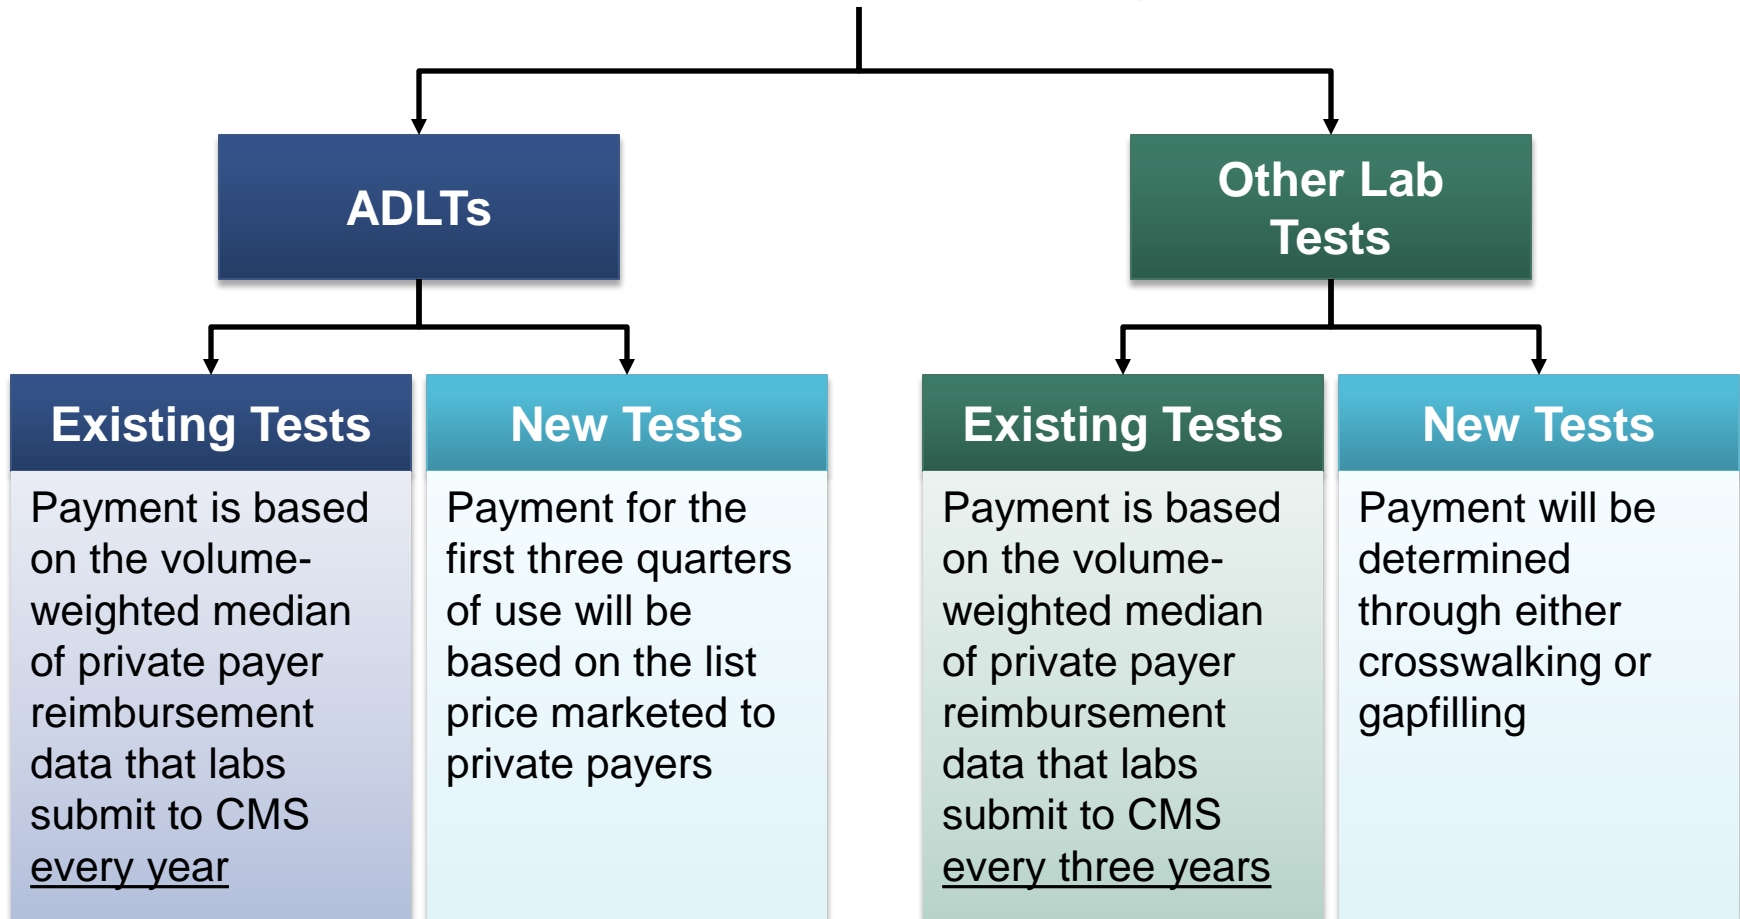 ADLTs
Other Lab
Tests
Existing Tests
Payment is based
on the volume-
weighted median
of private payer
reimbursement
data that labs
submit to CMS
every year
New Tests
Payment for the
first three quarters
of use will be
based on the list
price marketed to
private payers
Existing Tests
Payment is based
on the volume-
weighted median
of private payer
reimbursement
data that labs
submit to CMS
every three years
New Tests
Payment will be
determined
through either
crosswalking or
gapfilling